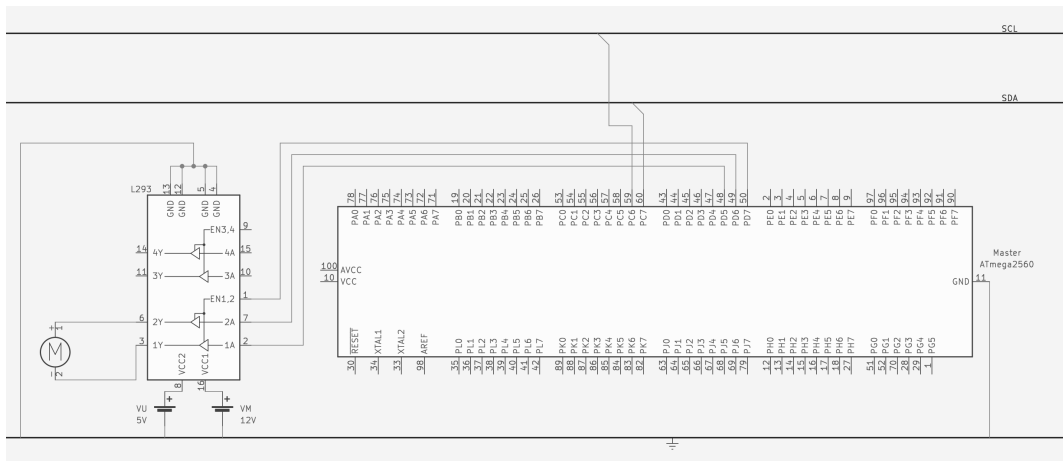 SCL
SDA
L293
13 12 5 4
GND GND GND GND
EN3,4 9
14 4Y 4A 15
11 3Y 3A 10
EN1,2 1
6 2Y 2A 7
3 1Y 1A 2
VCC2 VCC1
8 16
+ 1
M
- 2
+ +
VU
5V
VM
12V
78 77 76 75 74 73 72 71
PA0 PA1 PA2 PA3 PA4 PA5 PA6 PA7
19 20 21 22 23 24 25 26
PB0 PB1 PB2 PB3 PB4 PB5 PB6 PB7
53 54 55 56 57 58 59 60
PC0 PC1 PC2 PC3 PC4 PC5 PC6 PC7
43 44 45 46 47 48 49 50
PD0 PD1 PD2 PD3 PD4 PD5 PD6 PD7
2 3 4 5 6 7 8 9
PE0 PE1 PE2 PE3 PE4 PE5 PE6 PE7
97 96 95 94 93 92 91 90
PF0 PF1 PF2 PF3 PF4 PF5 PF6 PF7
100 AVCC
10 VCC
Master
ATmega2560
GND 11
RESET XTAL1 XTAL2 AREF
30 34 33 98
PL0 PL1 PL2 PL3 PL4 PL5 PL6 PL7
35 36 37 38 39 40 41 42
PK0 PK1 PK2 PK3 PK4 PK5 PK6 PK7
89 88 87 86 85 84 83 82
PJ0 PJ1 PJ2 PJ3 PJ4 PJ5 PJ6 PJ7
63 64 65 66 67 68 69 79
PH0 PH1 PH2 PH3 PH4 PH5 PH6 PH7
12 13 14 15 16 17 18 27
PG0 PG1 PG2 PG3 PG4 PG5
51 52 70 28 29 1